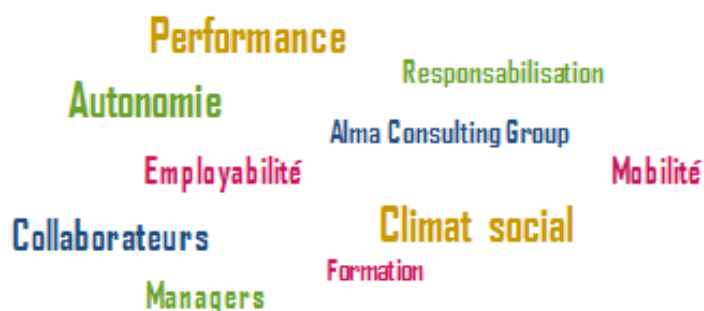 Performance
Responsabilisation
Autonomie
Alma Consulting Group
Employabilité
Mobilité
Climat social
Collaborateurs
Formation
Managers